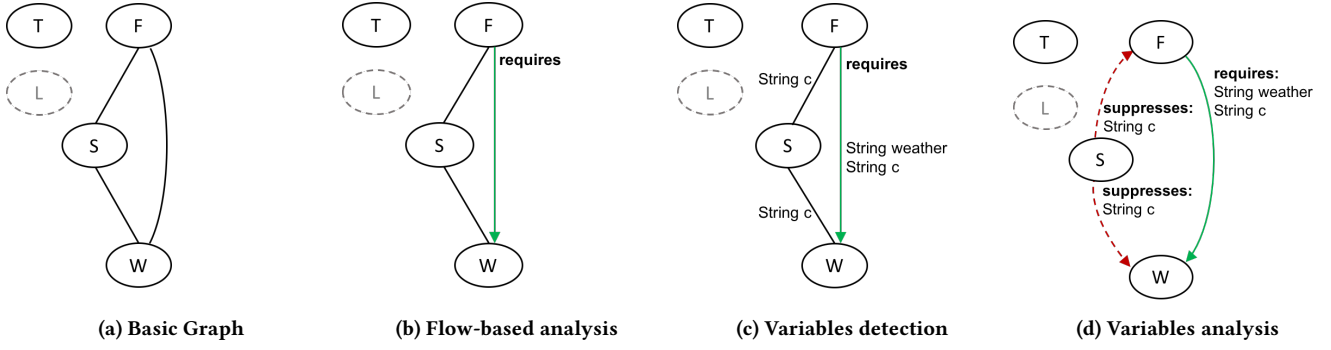 T
F
L
S
W
(a) Basic Graph
T
F
requires
L
S
W
(b) Flow-based analysis
T
F
requires
L
String c
S
String weather
String c
String c
W
(c) Variables detection
T
F
requires:
String weather
String c
L
suppresses:
String c
S
suppresses:
String c
W
(d) Variables analysis